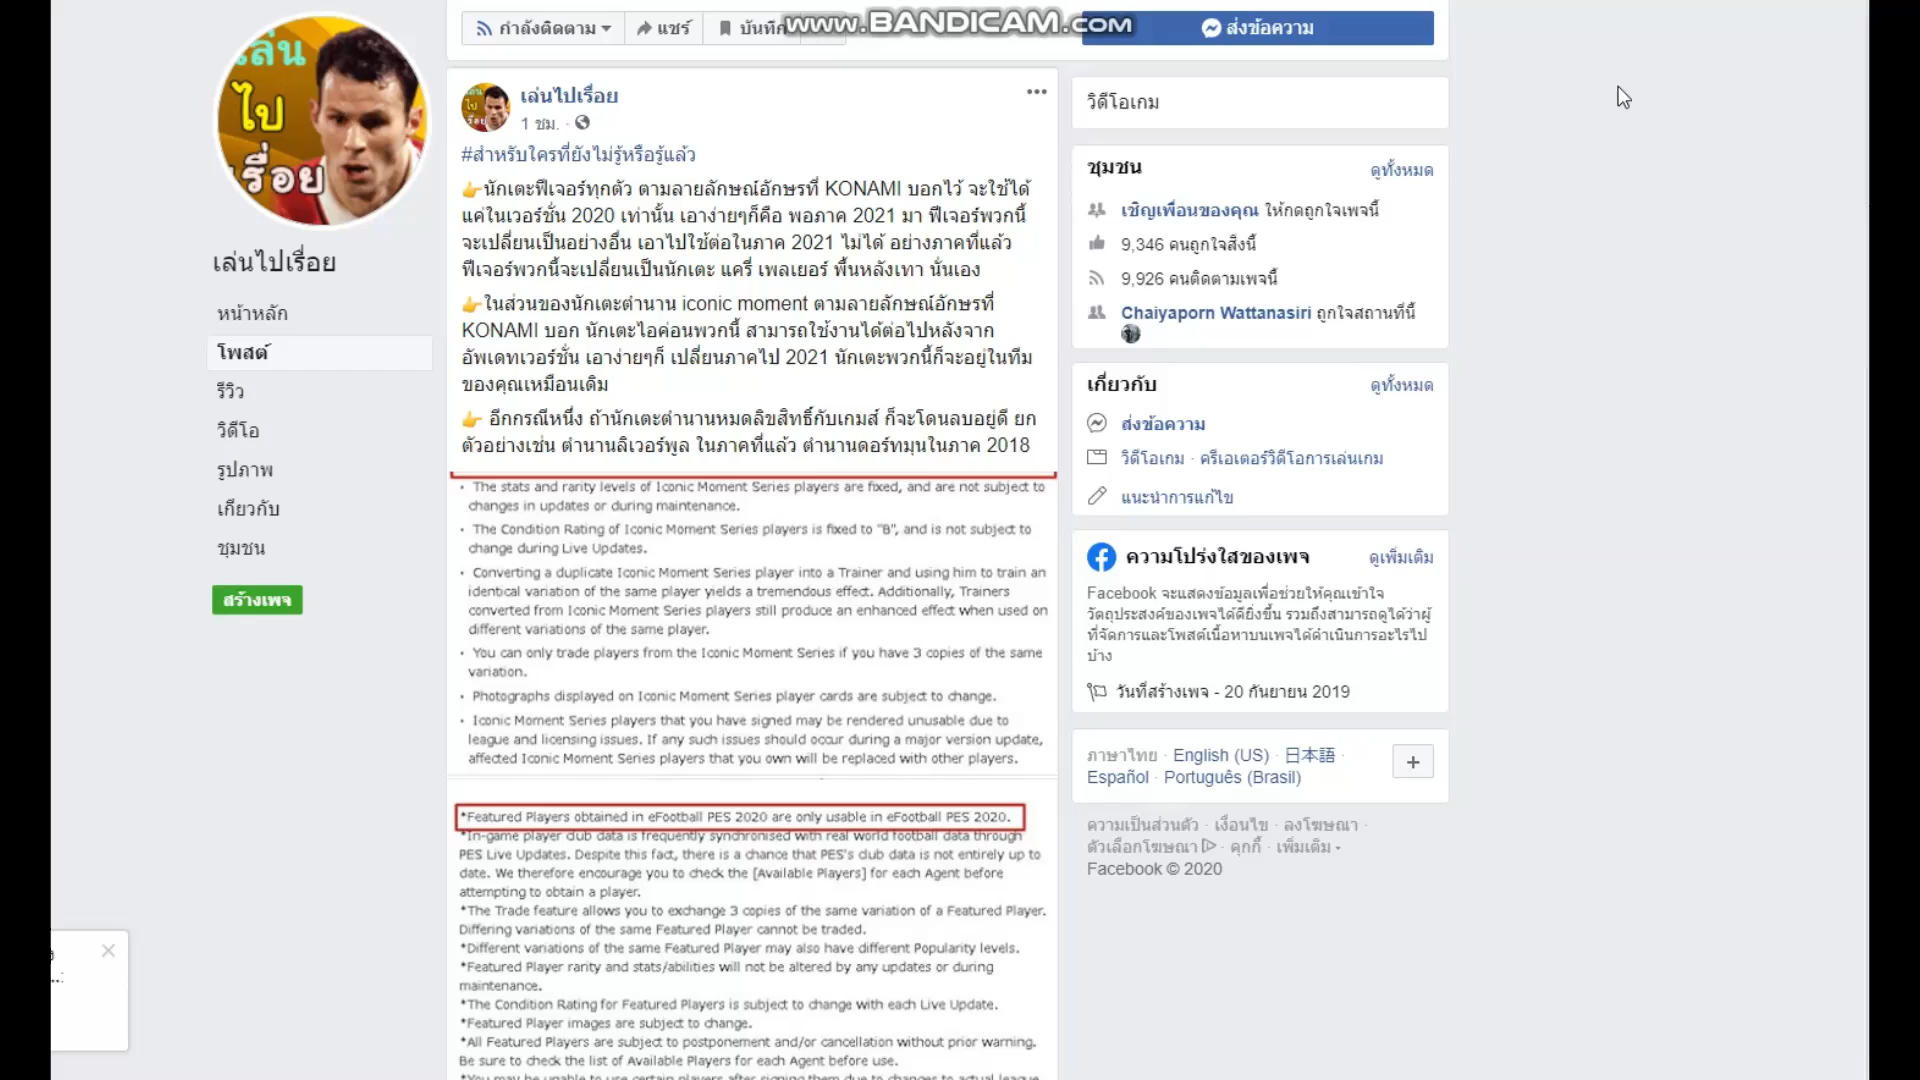 กำลังติดตาม
แชร์
บันทึก
www.BANDICAM.com
ส่งข้อความ
เล่น
ไป
เรื่อย
เล่นไปเรื่อย
หน้าหลัก
โพสต์
รีวิว
วิดีโอ
รูปภาพ
เกี่ยวกับ
ชุมชน
สร้างเพจ
เล่นไปเรื่อย
1 ชม. ·
#สำหรับใครที่ยังไม่รู้หรือรู้แล้ว
👉นักเตะฟีเจอร์ทุกตัว ตามลายลักษณ์อักษรที่ KONAMI บอกไว้ จะใช้ได้
แค่ในเวอร์ชั่น 2020 เท่านั้น เอาง่ายๆก็คือ พอภาค 2021 มา ฟีเจอร์พวกนี้
จะเปลี่ยนเป็นอย่างอื่น เอาไปใช้ต่อในภาค 2021 ไม่ได้ อย่างภาคที่แล้ว
ฟีเจอร์พวกนี้จะเปลี่ยนเป็นนักเตะ แครี่ เพลเยอร์ พื้นหลังเทา นั่นเอง
👉ในส่วนของนักเตะตำนาน iconic moment ตามลายลักษณ์อักษรที่
KONAMI บอก นักเตะไอค่อนพวกนี้ สามารถใช้งานได้ต่อไปหลังจาก
อัพเดทเวอร์ชั่น เอาง่ายๆก็ เปลี่ยนภาคไป 2021 นักเตะพวกนี้ก็จะอยู่ในทีม
ของคุณเหมือนเดิม
👉 อีกกรณีหนึ่ง ถ้านักเตะตำนานหมดลิขสิทธิ์กับเกมส์ ก็จะโดนลบอยู่ดี ยก
ตัวอย่างเช่น ตำนานลิเวอร์พูล ในภาคที่แล้ว ตำนานดอร์ทมุนในภาค 2018
• The stats and rarity levels of Iconic Moment Series players are fixed, and are not subject to
changes in updates or during maintenance.
• The Condition Rating of Iconic Moment Series players is fixed to "B", and is not subject to
change during Live Updates.
• Converting a duplicate Iconic Moment Series player into a Trainer and using him to train an
identical variation of the same player yields a tremendous effect. Additionally, Trainers
converted from Iconic Moment Series players still produce an enhanced effect when used on
different variations of the same player.
• You can only trade players from the Iconic Moment Series if you have 3 copies of the same
variation.
• Photographs displayed on Iconic Moment Series player cards are subject to change.
• Iconic Moment Series players that you have signed may be rendered unusable due to
league and licensing issues. If any such issues should occur during a major version update,
affected Iconic Moment Series players that you own will be replaced with other players.
*Featured Players obtained in eFootball PES 2020 are only usable in eFootball PES 2020.
*In-game player club data is frequently synchronised with real world football data through
PES Live Updates. Despite this fact, there is a chance that PES's club data is not entirely up to
date. We therefore encourage you to check the [Available Players] for each Agent before
attempting to obtain a player.
*The Trade feature allows you to exchange 3 copies of the same variation of a Featured Player.
Differing variations of the same Featured Player cannot be traded.
*Different variations of the same Featured Player may also have different Popularity levels.
*Featured Player rarity and stats/abilities will not be altered by any updates or during
maintenance.
*The Condition Rating for Featured Players is subject to change with each Live Update.
*Featured Player images are subject to change.
*All Featured Players are subject to postponement and/or cancellation without prior warning.
Be sure to check the list of Available Players for each Agent before use.
*You may be unable to use certain players after signing them due to changes to actual league
วิดีโอเกม
ชุมชน
ดูทั้งหมด
เชิญเพื่อนของคุณ ให้กดถูกใจเพจนี้
9,346 คนถูกใจสิ่งนี้
9,926 คนติดตามเพจนี้
Chaiyaporn Wattanasiri ถูกใจสถานที่นี้
เกี่ยวกับ
ดูทั้งหมด
ส่งข้อความ
วิดีโอเกม · ครีเอเตอร์วิดีโอการเล่นเกม
แนะนำการแก้ไข
ความโปร่งใสของเพจ
ดูเพิ่มเติม
Facebook จะแสดงข้อมูลเพื่อช่วยให้คุณเข้าใจ
วัตถุประสงค์ของเพจได้ดียิ่งขึ้น รวมถึงสามารถดูได้ว่าผู้
ที่จัดการและโพสต์เนื้อหาบนเพจได้ดำเนินการอะไรไป
บ้าง
วันที่สร้างเพจ - 20 กันยายน 2019
ภาษาไทย · English (US) · 日本語 ·
Español · Português (Brasil)
ความเป็นส่วนตัว · เงื่อนไข · ลงโฆษณา ·
ตัวเลือกโฆษณา · คุกกี้ · เพิ่มเติม
Facebook © 2020